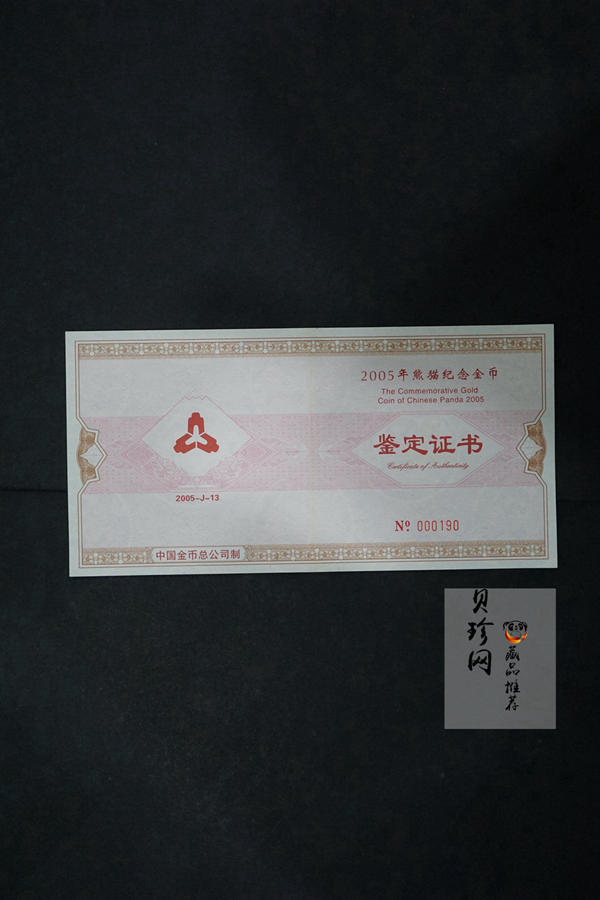 2005年熊猫纪念金币
The Commemorative Gold
Coin of Chinese Panda 2005
鉴定证书
Certificate of Authenticity
2005-J-13
Nº 000190
中国金币总公司制
贝珍网
藏品推荐